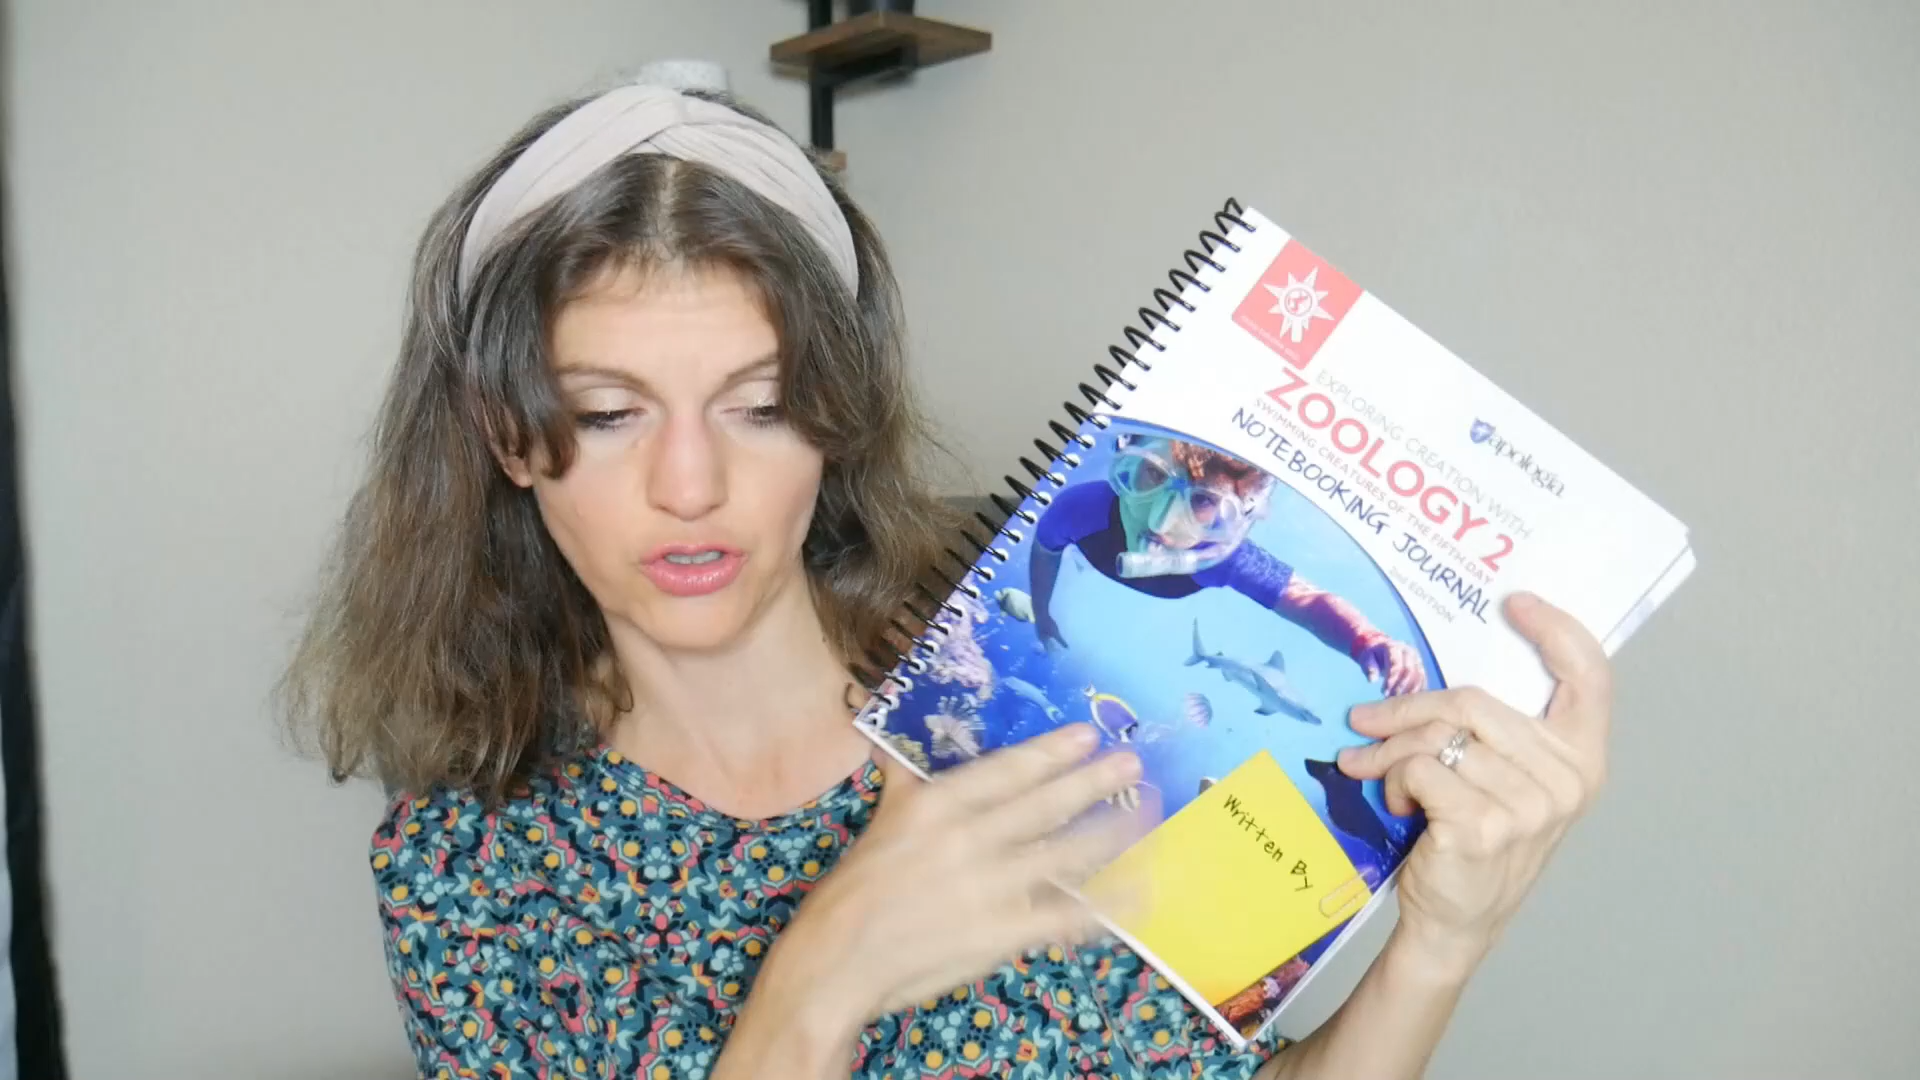 apologia
EXPLORING CREATION WITH
ZOOLOGY 2
SWIMMING CREATURES OF THE FIFTH DAY
NOTEBOOKING JOURNAL
2nd EDITION
Written By